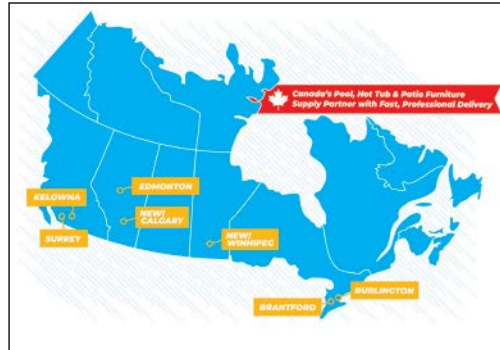 Canada's Pool, Hot Tub & Patio Furniture
Supply Partner with Fast, Professional Delivery
EDMONTON
KELOWNA
NEW!
CALGARY
SURREY
NEW!
WINNIPEG
BURLINGTON
BRANTFORD